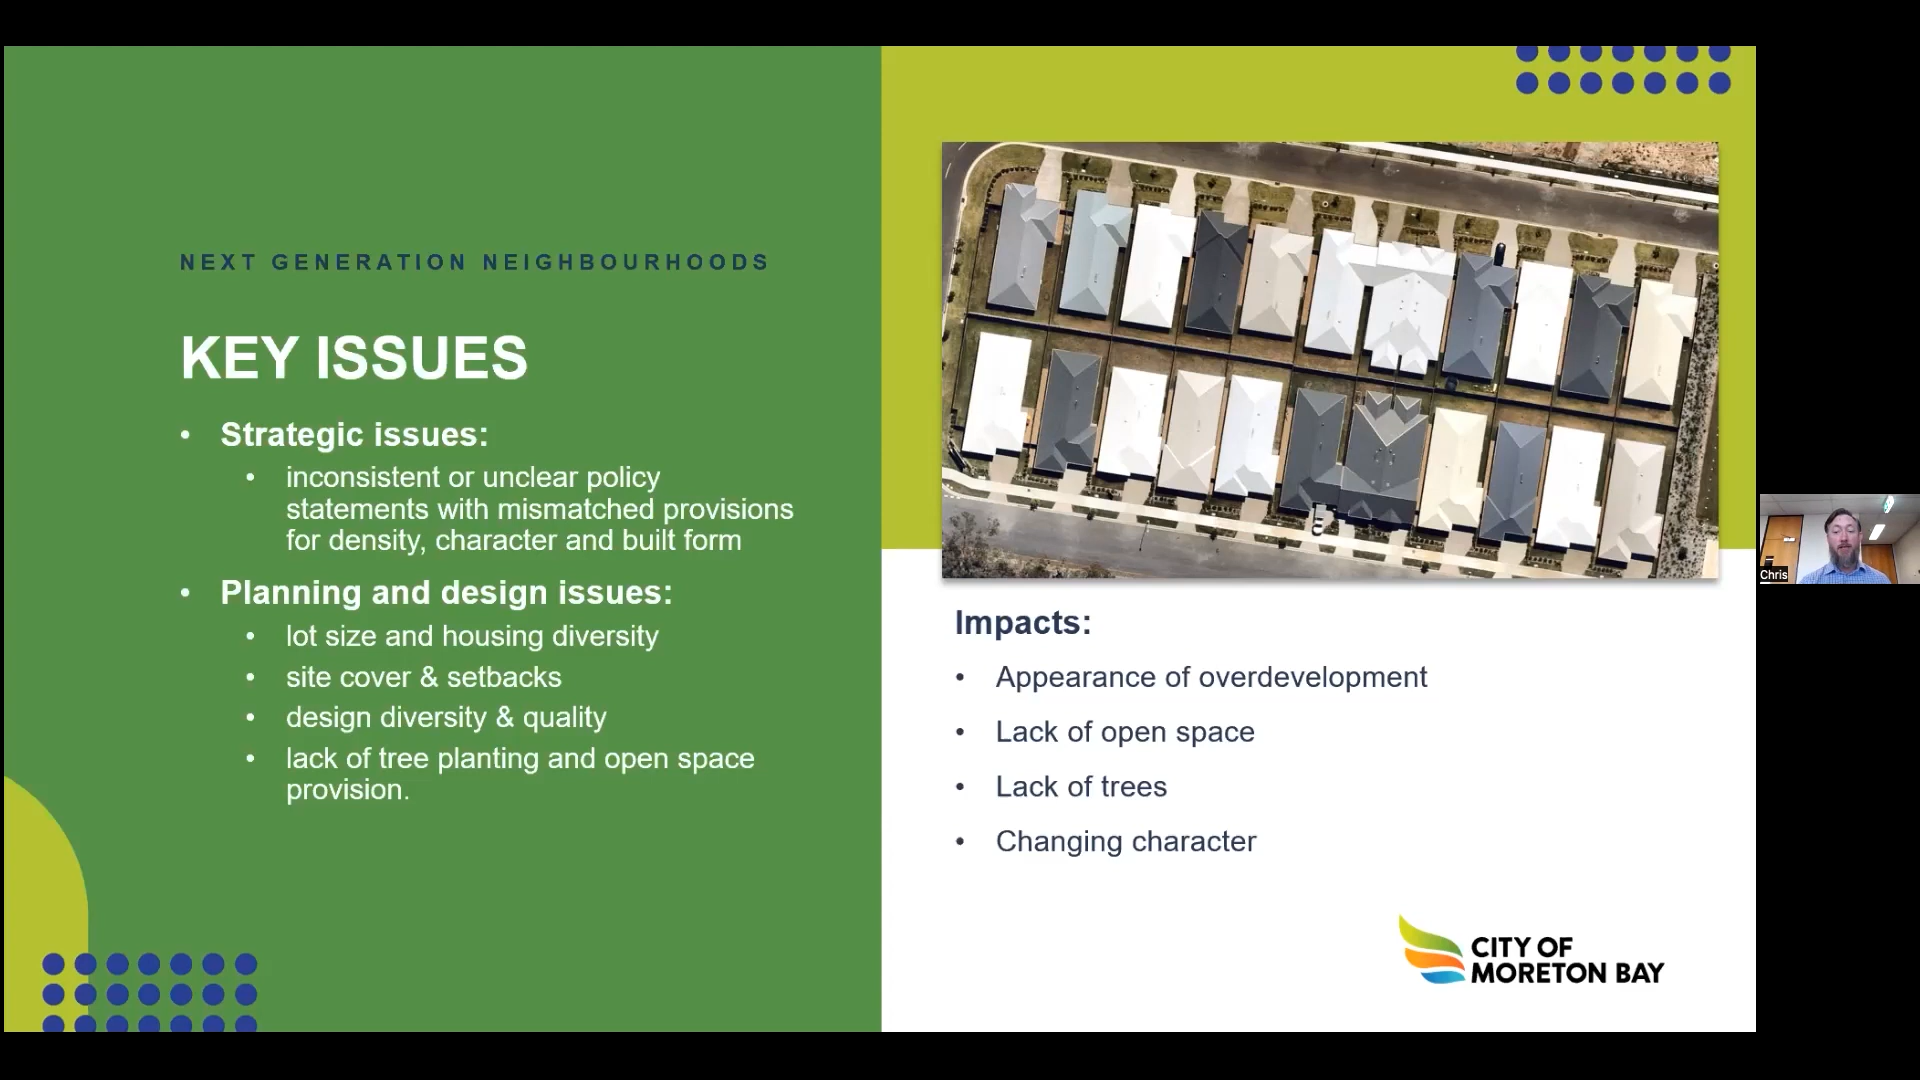 NEXT GENERATION NEIGHBOURHOODS
KEY ISSUES
• Strategic issues:
• inconsistent or unclear policy
statements with mismatched provisions
for density, character and built form
• Planning and design issues:
• lot size and housing diversity
• site cover & setbacks
• design diversity & quality
• lack of tree planting and open space
provision.
Impacts:
• Appearance of overdevelopment
• Lack of open space
• Lack of trees
• Changing character
CITY OF
MORETON BAY
Chris